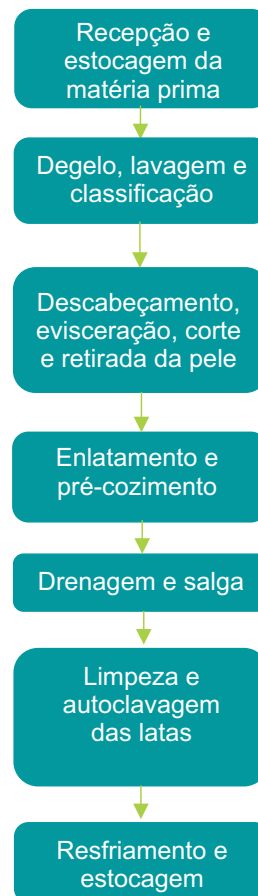 Recepção e
estocagem da
matéria prima
Degelo, lavagem e
classificação
Descabeçamento,
evisceração, corte
e retirada da pele
Enlatamento e
pré-cozimento
Drenagem e salga
Limpeza e
autoclavagem
das latas
Resfriamento e
estocagem